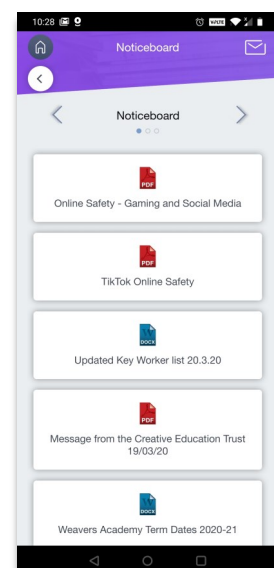 10:28
VoLTE
Noticeboard
Noticeboard
PDF
Online Safety - Gaming and Social Media
PDF
TikTok Online Safety
DOCX
Updated Key Worker list 20.3.20
PDF
Message from the Creative Education Trust
19/03/20
DOCX
Weavers Academy Term Dates 2020-21